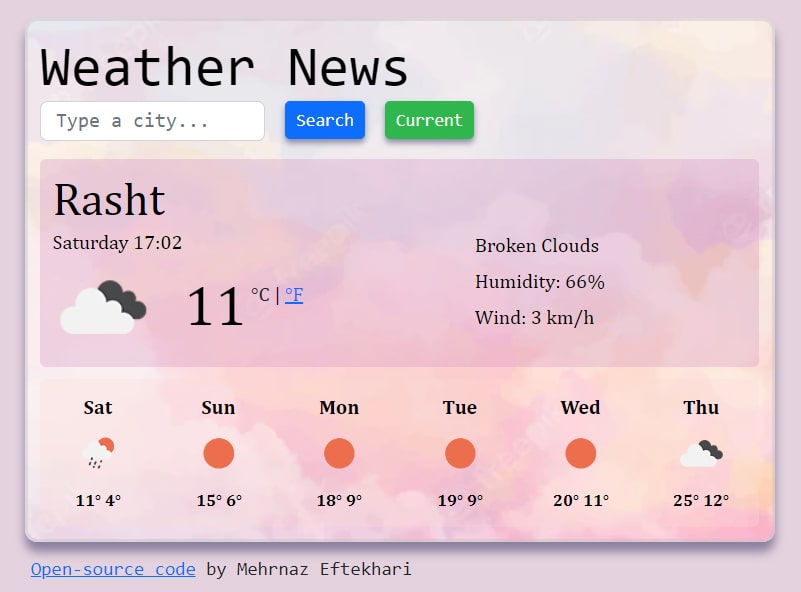 Weather News
Type a city... Search Current
Rasht
Saturday 17:02
11 °C | °F
Broken Clouds
Humidity: 66%
Wind: 3 km/h
Sat Sun Mon Tue Wed Thu
11° 4° 15° 6° 18° 9° 19° 9° 20° 11° 25° 12°
Open-source code by Mehrnaz Eftekhari